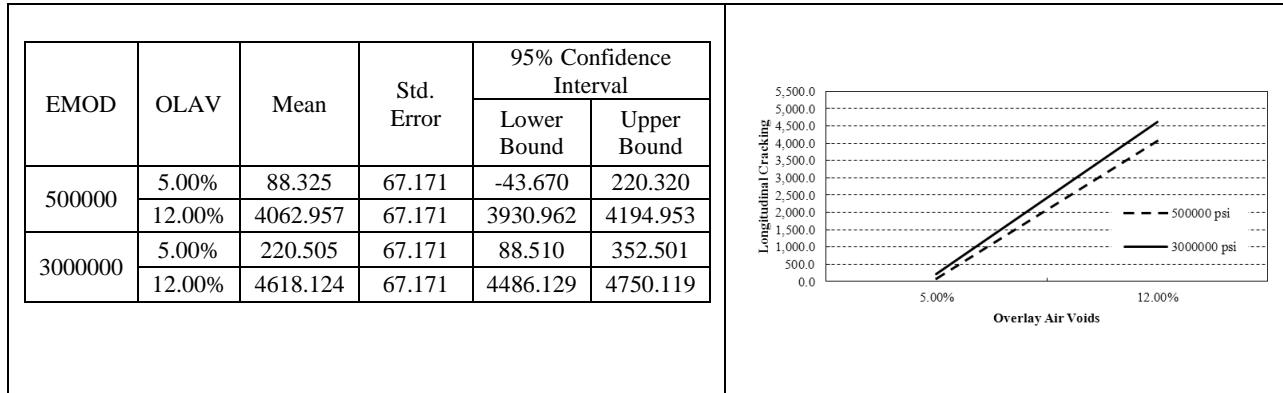 EMOD OLAV Mean Std. Error 95% Confidence Interval
Lower Bound Upper Bound
500000 5.00% 88.325 67.171 -43.670 220.320
12.00% 4062.957 67.171 3930.962 4194.953
3000000 5.00% 220.505 67.171 88.510 352.501
12.00% 4618.124 67.171 4486.129 4750.119
Longitudinal Cracking
5,500.0
5,000.0
4,500.0
4,000.0
3,500.0
3,000.0
2,500.0
2,000.0
1,500.0
1,000.0
500.0
0.0
500000 psi
3000000 psi
5.00% 12.00%
Overlay Air Voids